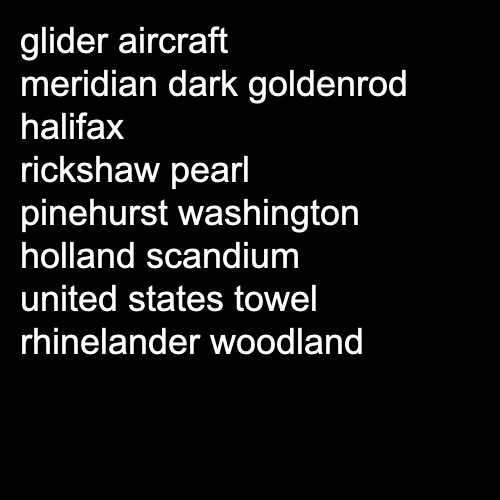 glider aircraft
meridian dark goldenrod
halifax
rickshaw pearl
pinehurst washington
holland scandium
united states towel
rhinelander woodland